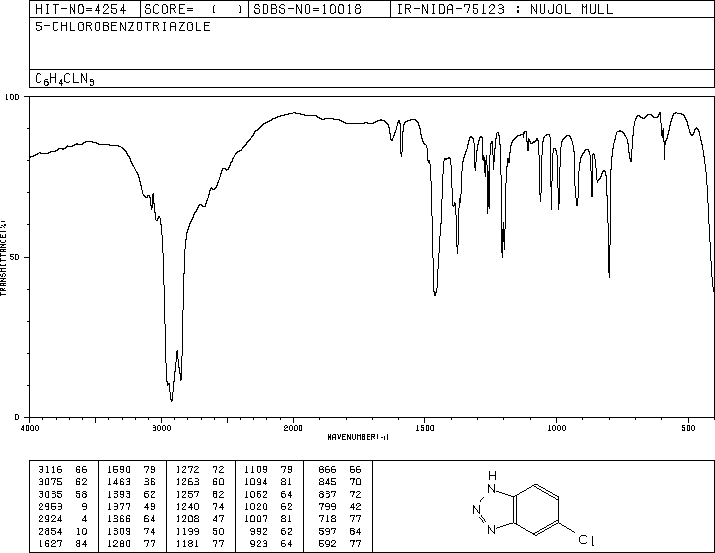 HIT-NO=4254 SCORE= ( ) SDBS-NO=10018 IR-NIDA-75123 : NUJOL MULL
5-CHLOROBENZOTRIAZOLE
C6H4CLN3
100
50
0
TRANSMITTANCE(%)
4000 3000 2000 1500 1000 500
WAVENUMBER(-1)
3116 66 1590 79 1272 72 1109 79 866 66
3075 62 1463 36 1263 60 1094 81 845 70
3035 58 1393 62 1257 62 1062 64 837 72
2953 9 1377 49 1240 74 1020 62 799 42
2924 4 1366 64 1208 47 1007 81 718 77
2854 10 1309 74 1199 50 992 62 597 84
1627 84 1280 77 1181 77 923 64 592 77
H
N
N
N
Cl